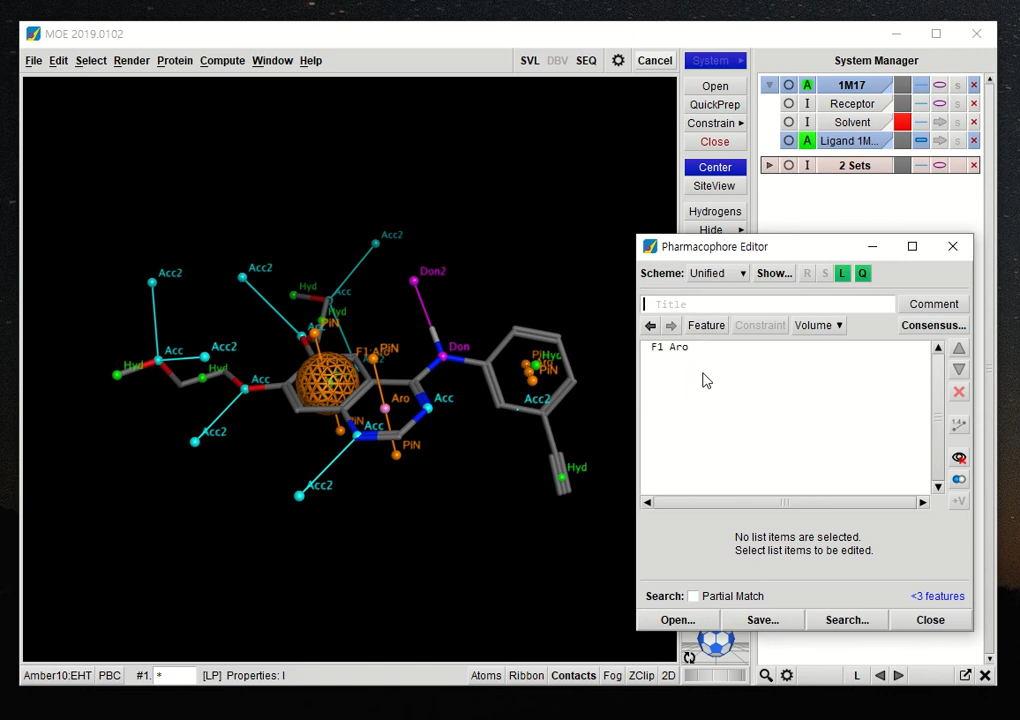 MOE 2019.0102
File Edit Select Render Protein Compute Window Help
SVL DBV SEQ Cancel
System
Open
QuickPrep
Constrain
Close
Center
SiteView
Hydrogens
Hide
System Manager
A 1M17 s
I Receptor s
I Solvent s
A Ligand 1M... s
I 2 Sets s
Acc2
Acc2
Acc2
Don2
Hyd
Acc
Hyd
PiN
Acc
F1:Aro
PiN
Don
Acc
Acc2
Hyd
Hyd
Acc
Aro
Acc
Acc2
Hyd
PiN
Acc2
PiN
Acc
PiN
Hyd
Acc2
Pharmacophore Editor
Scheme: Unified Show... R S L Q
Title Comment
Feature Constraint Volume Consensus...
F1 Aro
+V
No list items are selected.
Select list items to be edited.
Search: Partial Match <3 features
Open... Save... Search... Close
Amber10:EHT PBC #1. * [LP] Properties: I Atoms Ribbon Contacts Fog ZClip 2D L